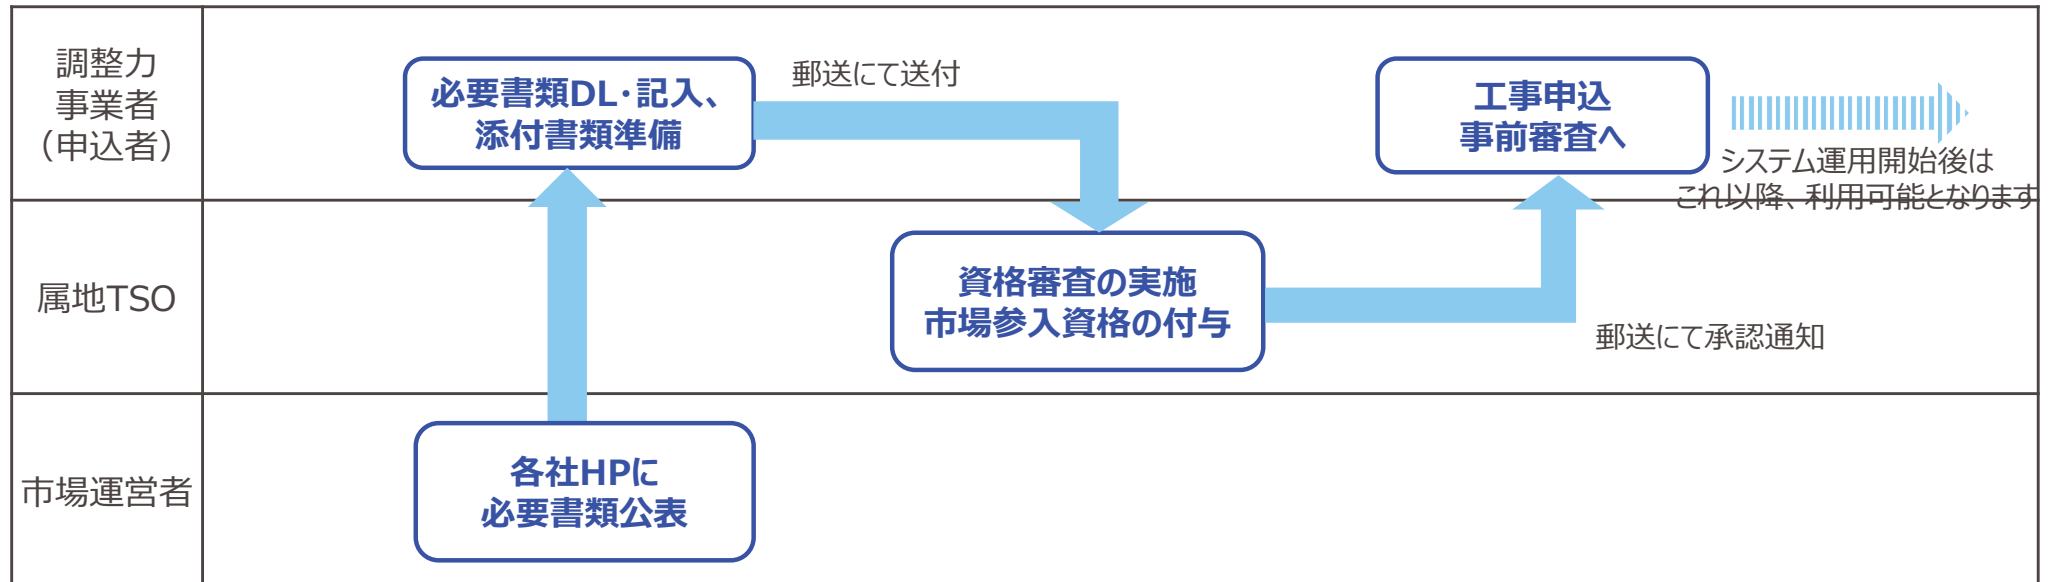 調整力
事業者
（申込者）
必要書類DL・記入、
添付書類準備
郵送にて送付
工事申込
事前審査へ
システム運用開始後は
これ以降、利用可能となります
属地TSO
資格審査の実施
市場参入資格の付与
郵送にて承認通知
市場運営者
各社HPに
必要書類公表